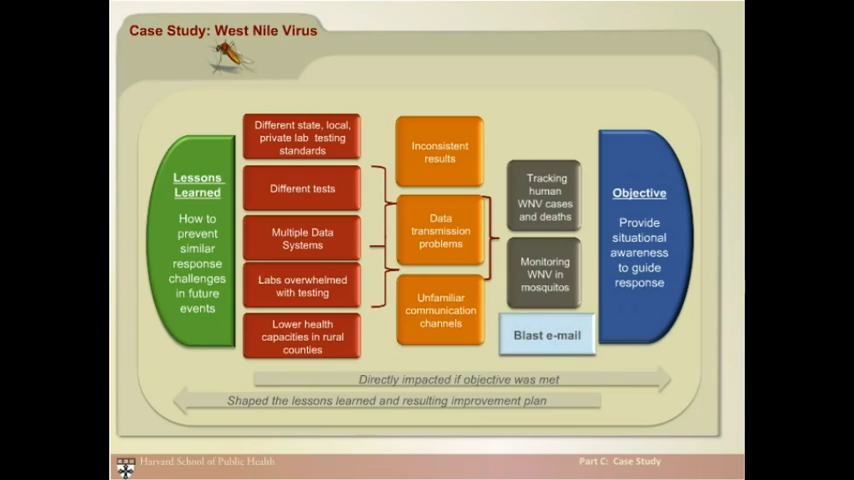 Case Study: West Nile Virus
Lessons
Learned
How to
prevent
similar
response
challenges
in future
events
Different state, local,
private lab testing
standards
Different tests
Multiple Data
Systems
Labs overwhelmed
with testing
Lower health
capacities in rural
counties
Inconsistent
results
Data
transmission
problems
Unfamiliar
communication
channels
Tracking
human
WNV cases
and deaths
Monitoring
WNV in
mosquitos
Blast e-mail
Objective
Provide
situational
awareness
to guide
response
Directly impacted if objective was met
Shaped the lessons learned and resulting improvement plan
Harvard School of Public Health
Part C: Case Study